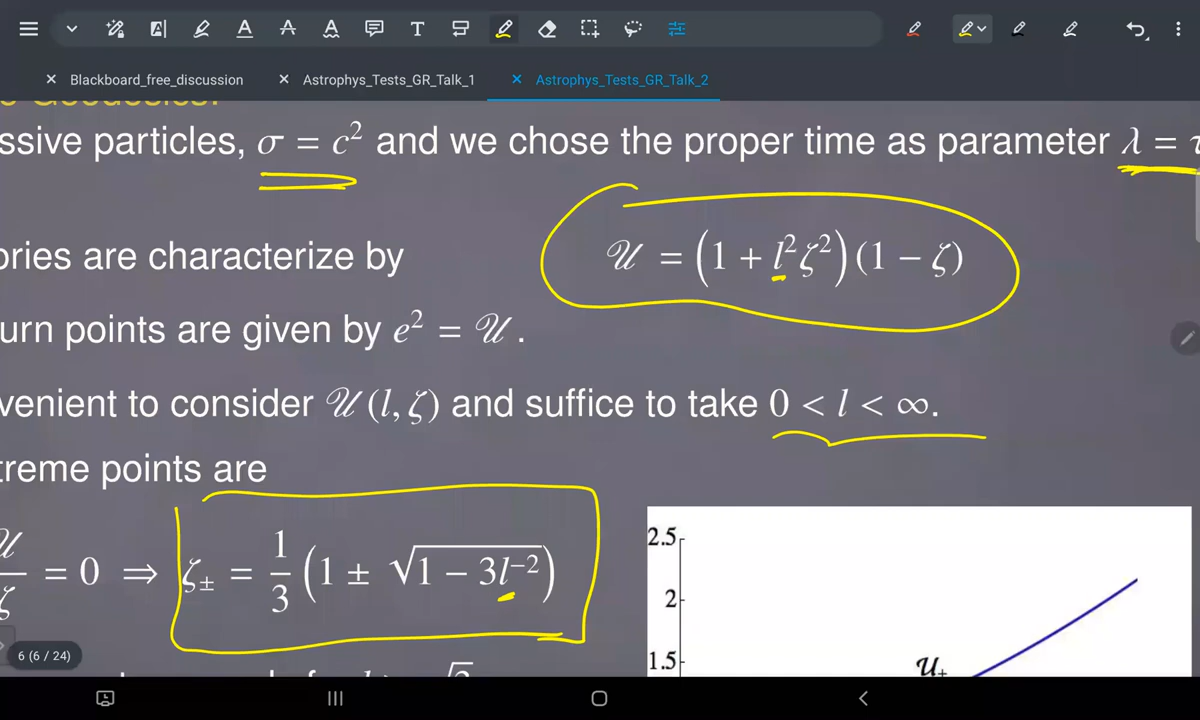 Blackboard_free_discussion Astrophys_Tests_GR_Talk_1 Astrophys_Tests_GR_Talk_2
ssive particles, σ = c² and we chose the proper time as parameter λ = τ
ories are characterize by 𝒰 = (1 + l²ζ²)(1 − ζ)
urn points are given by e² = 𝒰.
venient to consider 𝒰(l, ζ) and suffice to take 0 < l < ∞.
treme points are
= 0 ⇒ ζ± = 1/3 (1 ± √(1 − 3l⁻²))
2.5
2
1.5
𝒰+
6 (6 / 24)